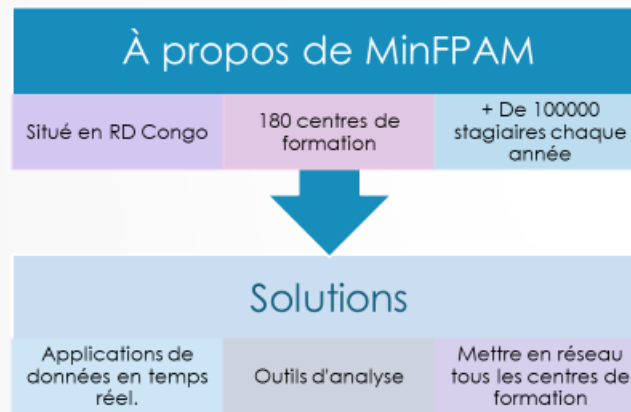 À propos de MinFPAM
Situé en RD Congo
180 centres de
formation
+ De 100000
stagiaires chaque
année
Solutions
Applications de
données en temps
réel.
Outils d'analyse
Mettre en réseau
tous les centres de
formation